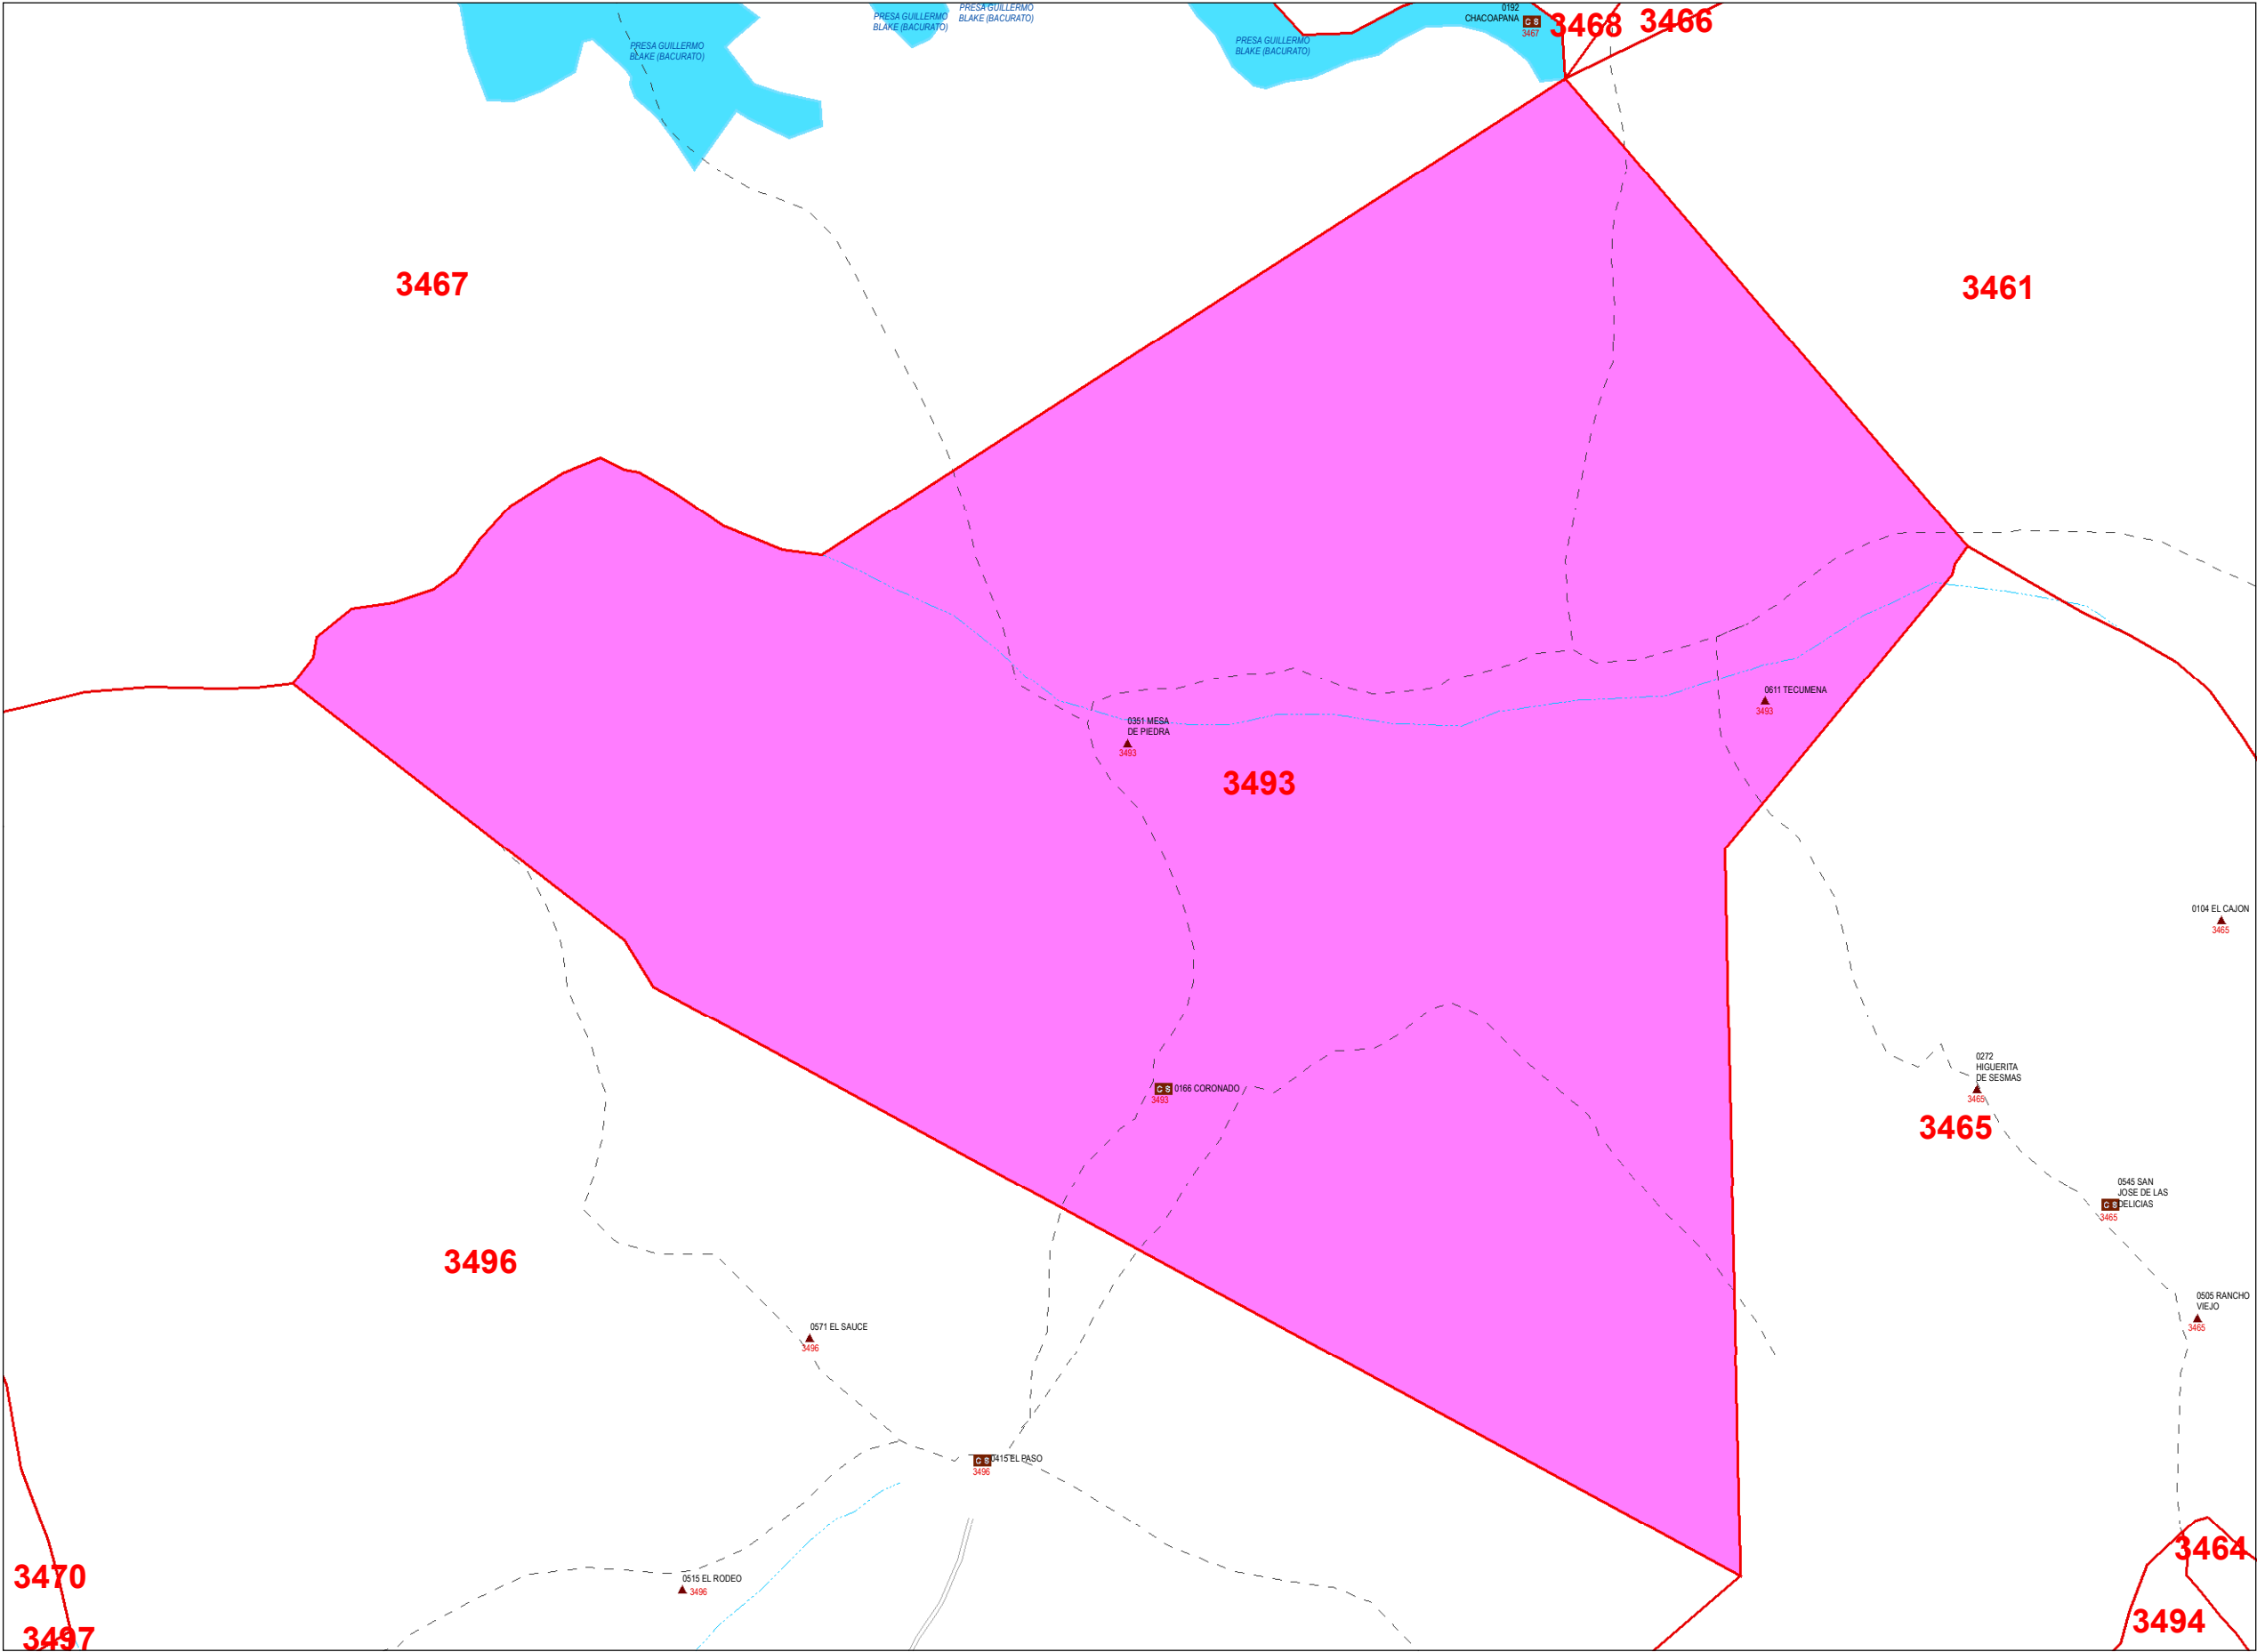 PRESA GUILLERMO
BLAKE (BACURATO)
PRESA GUILLERMO
BLAKE (BACURATO)
PRESA GUILLERMO
BLAKE (BACURATO)
PRESA GUILLERMO
BLAKE (BACURATO)
0192
CHACOAPANA
C S
3467
3468
3466
3467
3461
0611 TECUMENA
3493
0351 MESA
DE PIEDRA
3493
3493
0104 EL CAJON
3465
0272
HIGUERITA
DE SESMAS
3465
3465
C S
0166 CORONADO
3493
0545 SAN
JOSE DE LAS
DELICIAS
C S
3465
3496
0505 RANCHO
VIEJO
3465
0571 EL SAUCE
3496
C S
0415 EL PASO
3496
3470
0515 EL RODEO
3496
3464
3497
3494